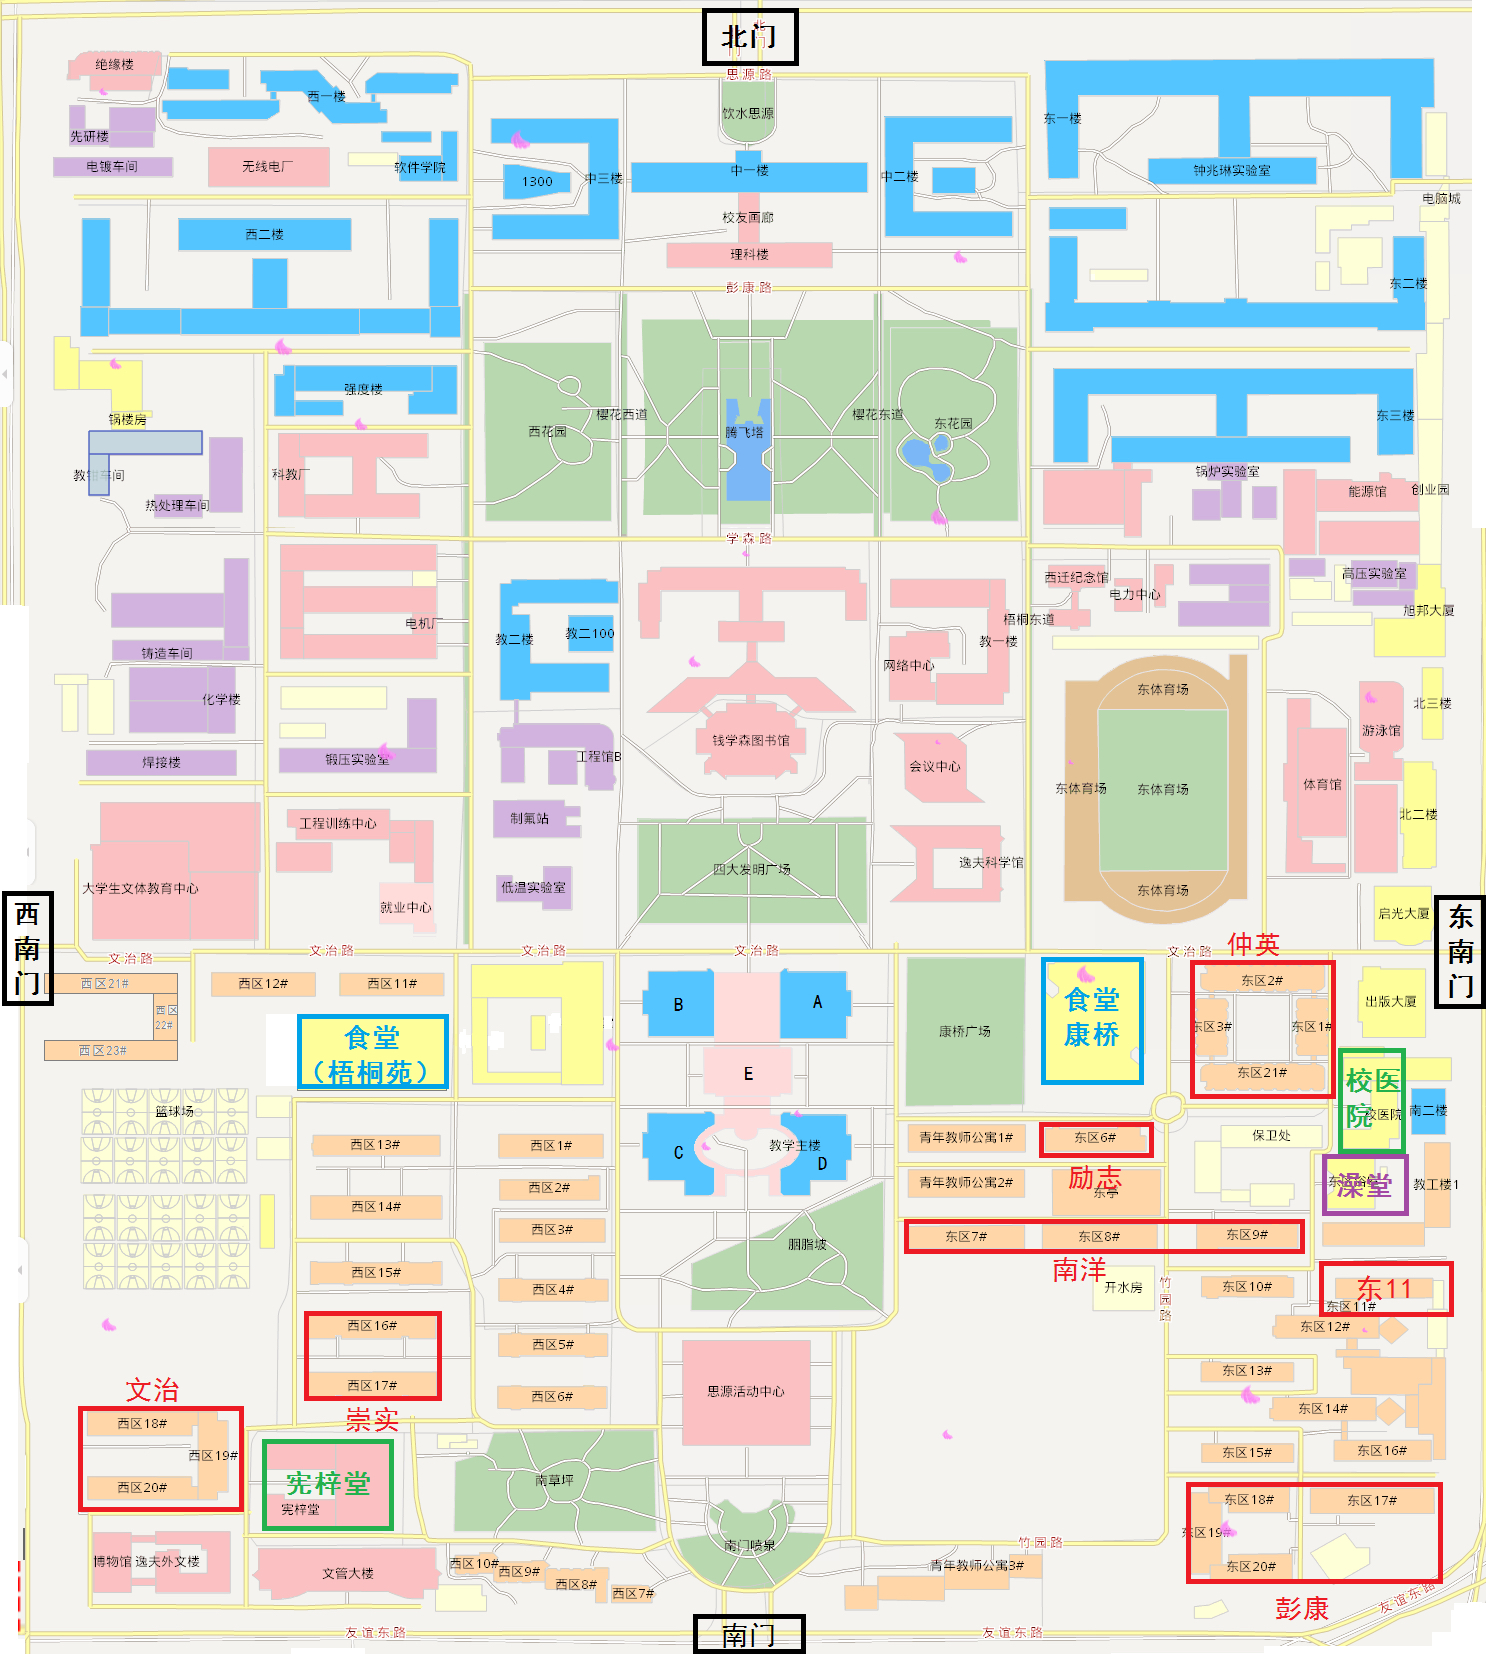 北门
思源路
绝缘楼
西一楼
先研楼
电镀车间
无线电厂
软件学院
饮水思源
1300
中三楼
中一楼
中二楼
校友画廊
理科楼
东一楼
钟兆琳实验室
电脑城
西二楼
彭康路
东二楼
强度楼
锅楼房
西花园
樱花西道
腾飞塔
樱花东道
东花园
东三楼
科教厂
热处理车间
锅炉实验室
能源馆
创业园
学森路
西迁纪念馆
电力中心
高压实验室
梧桐东道
旭邦大厦
电机厂
教二楼
教二100
教一楼
网络中心
铸造车间
化学楼
东体育场
北三楼
焊接楼
锻压实验室
工程馆B
钱学森图书馆
会议中心
东体育场
东体育场
游泳馆
体育馆
北二楼
工程训练中心
制氟站
四大发明广场
逸夫科学馆
大学生文体教育中心
就业中心
低温实验室
东体育场
启光大厦
西南门
东南门
文治路
文治路
文治路
文治路
文治路
仲英
西区21#
西区22#
西区23#
西区12#
西区11#
食堂
（梧桐苑）
B
A
E
C
D
教学主楼
康桥广场
食堂
康桥
东区2#
东区3#
东区1#
东区21#
出版大厦
校医院
校医院
南二楼
篮球场
西区13#
西区1#
青年教师公寓1#
东区6#
保卫处
西区14#
西区2#
青年教师公寓2#
励志
东亭
澡堂
教工楼1
西区3#
胭脂坡
东区7#
东区8#
东区9#
南洋
西区15#
西区4#
开水房
竹园路
东区10#
东11
东区11#
西区16#
西区5#
东区12#
西区17#
西区6#
思源活动中心
东区13#
文治
崇实
东区14#
西区18#
西区19#
西区20#
宪梓堂
宪梓堂
南草坪
东区15#
东区16#
东区18#
东区17#
东区19#
东区20#
博物馆
逸夫外文楼
文管大楼
西区10#
西区9#
西区8#
西区7#
南门喷泉
竹园路
青年教师公寓3#
彭康
友谊东路
南门
友谊东路
友谊东路